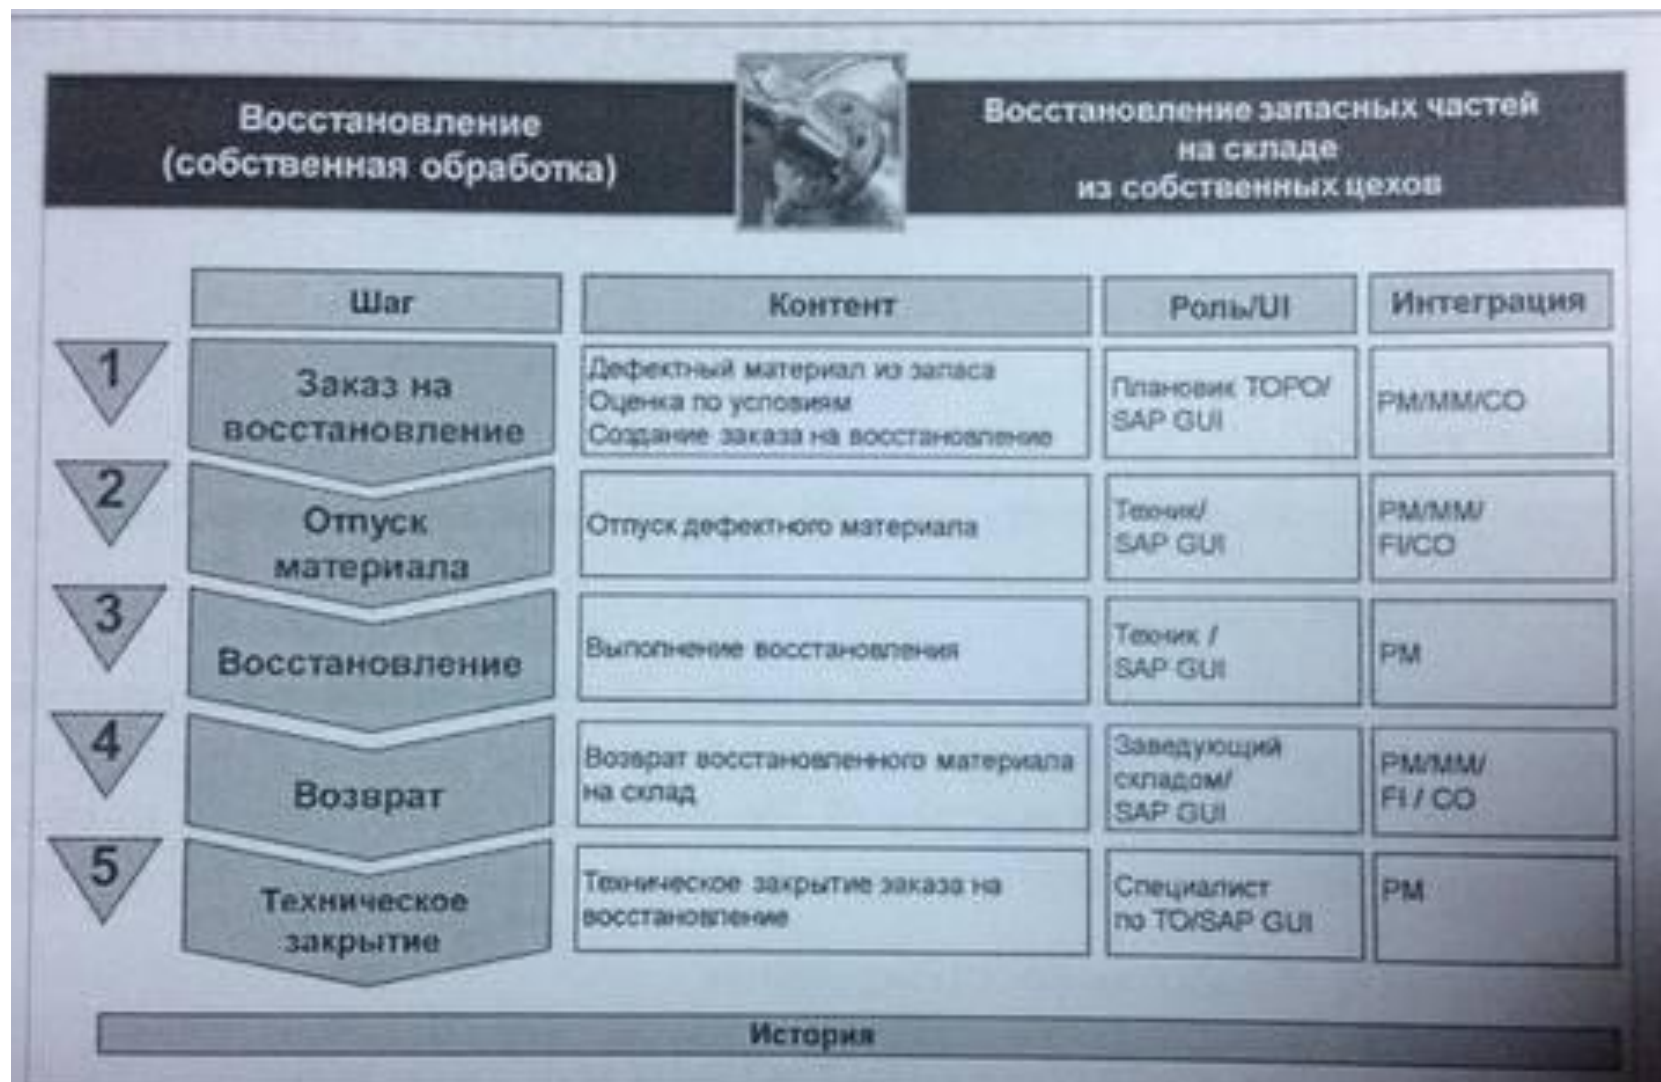 Восстановление
(собственная обработка)
Восстановление запасных частей
на складе
из собственных цехов
Шаг
Контент
Роль/UI
Интеграция
1
Заказ на
восстановление
Дефектный материал из запаса
Оценка по условиям
Создание заказа на восстановление
Плановик ТОРО/
SAP GUI
PM/MM/CO
2
Отпуск
материала
Отпуск дефектного материала
Техник/
SAP GUI
PM/MM/
FI/CO
3
Восстановление
Выполнение восстановления
Техник /
SAP GUI
PM
4
Возврат
Возврат восстановленного материала
на склад
Заведующий
складом/
SAP GUI
PM/MM/
FI / CO
5
Техническое
закрытие
Техническое закрытие заказа на
восстановление
Специалист
по ТО/SAP GUI
PM
История